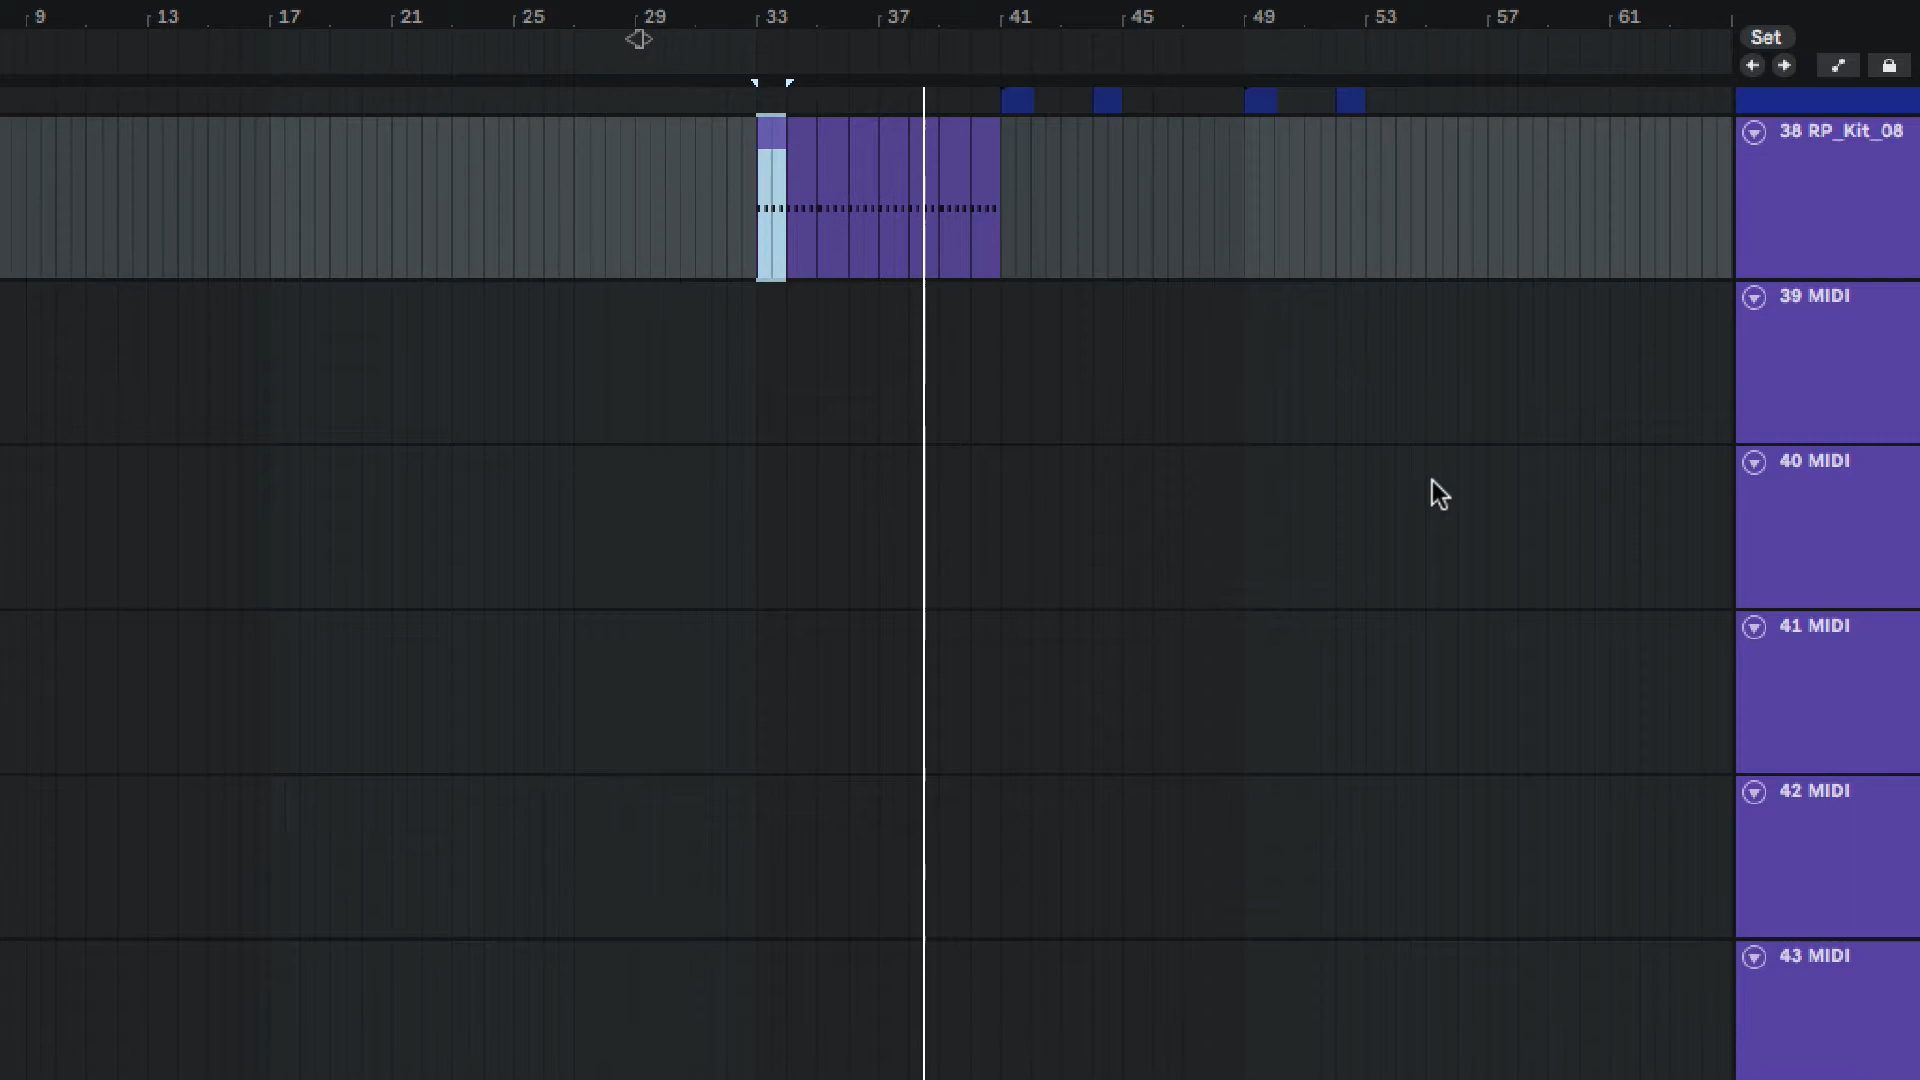 9 13 17 21 25 29 33 37 41 45 49 53 57 61
Set
38 RP_Kit_08
39 MIDI
40 MIDI
41 MIDI
42 MIDI
43 MIDI